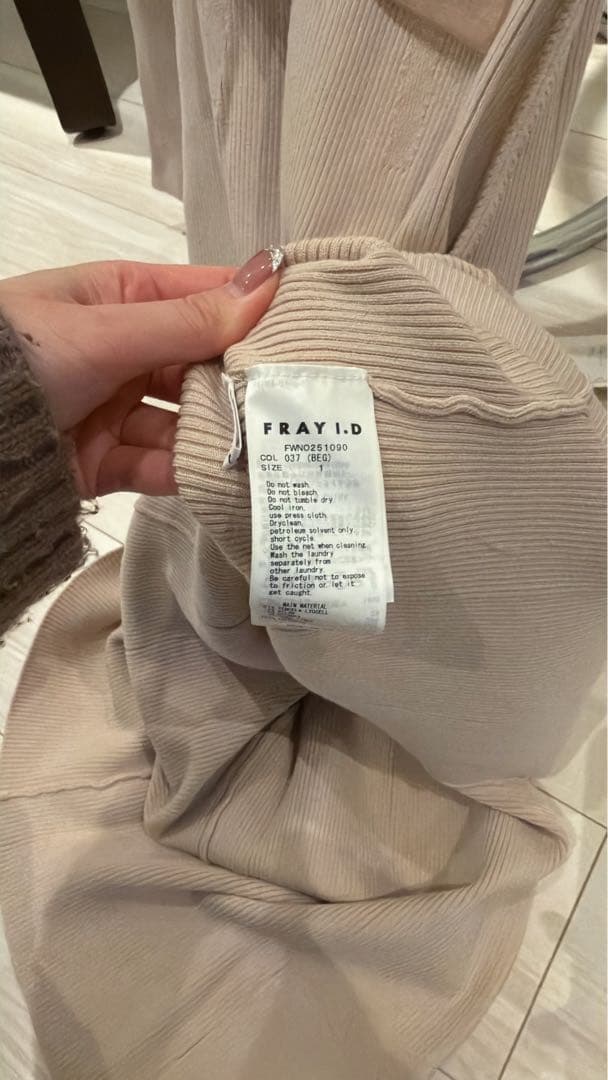 FRAY I.D
FWNO251090
COL 037 (BEG)
SIZE 1
Do not wash.
Do not bleach.
Do not tumble dry.
Cool iron,
use press cloth.
Dryclean,
petroleum solvent only,
short cycle.
Use the net when cleaning.
Wash the laundry
separately from
other laundry.
Be careful not to expose
to friction or let it
get caught.
MAIN MATERIAL